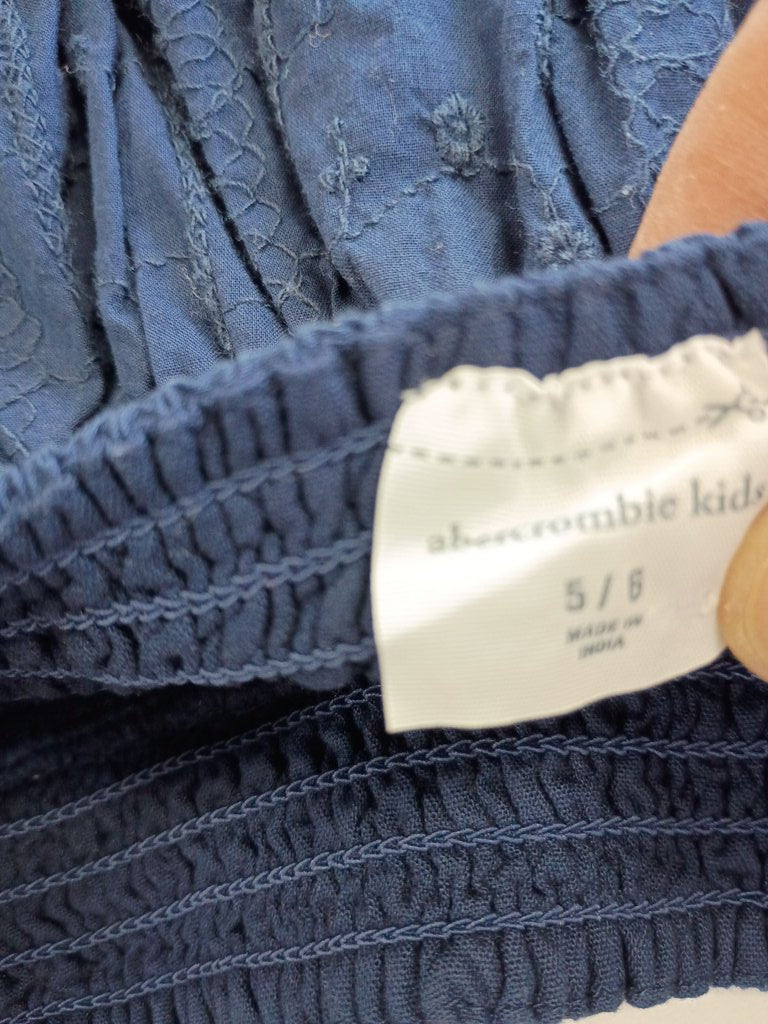 abercrombie kids
5 / 6
MADE IN
INDIA